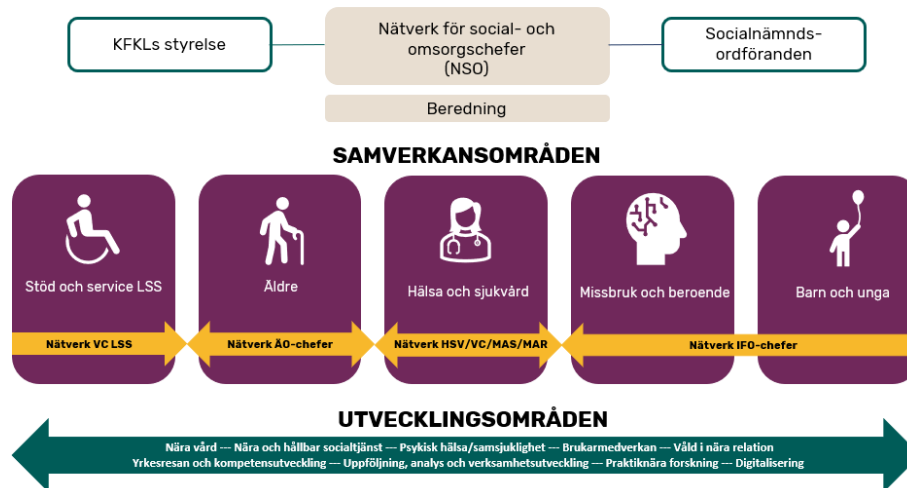 KFKLs styrelse
Nätverk för social- och
omsorgschefer
(NSO)
Socialnämnds-
ordföranden
Beredning
SAMVERKANSOMRÅDEN
Stöd och service LSS
Äldre
Hälsa och sjukvård
Missbruk och beroende
Barn och unga
Nätverk VC LSS
Nätverk ÄO-chefer
Nätverk HSV/VC/MAS/MAR
Nätverk IFO-chefer
UTVECKLINGSOMRÅDEN
Nära vård --- Nära och hållbar socialtjänst --- Psykisk hälsa/samsjuklighet --- Brukarmedverkan --- Våld i nära relation
Yrkesresan och kompetensutveckling --- Uppföljning, analys och verksamhetsutveckling --- Praktiknära forskning --- Digitalisering